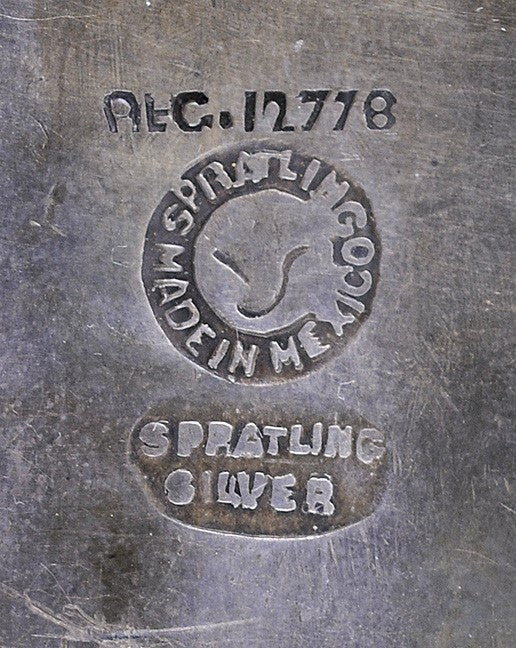 REG. 12778
SPRATLING
MADE IN MEXICO
SPRATLING
SILVER